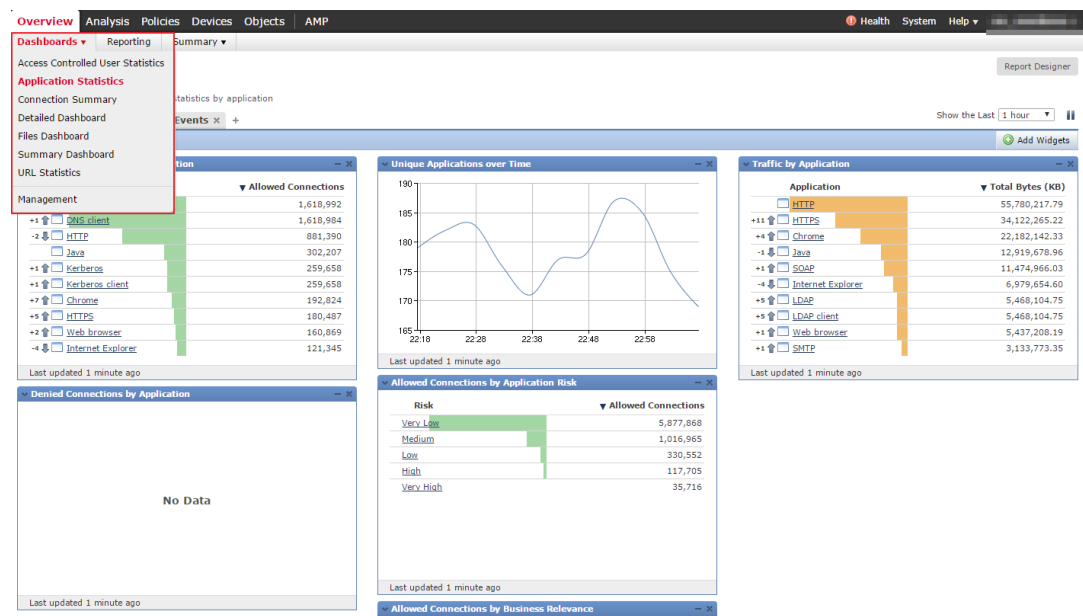 Overview Analysis Policies Devices Objects AMP Health System Help ▾
Dashboards ▾ Reporting Summary ▾
Access Controlled User Statistics
Application Statistics
Connection Summary
Detailed Dashboard
Files Dashboard
Summary Dashboard
URL Statistics
Management
Report Designer
statistics by application
Events × +
Show the Last 1 hour ▼
Add Widgets
▼ Allowed Connections
1,618,992
+1 DNS client 1,618,984
-2 HTTP 881,390
Java 302,207
+1 Kerberos 259,658
+1 Kerberos client 259,658
+7 Chrome 192,824
+5 HTTPS 180,487
+2 Web browser 160,869
-4 Internet Explorer 121,345
Last updated 1 minute ago
Denied Connections by Application
No Data
Last updated 1 minute ago
Unique Applications over Time
190
185
180
175
170
165
22:18 22:28 22:38 22:48 22:58
Last updated 1 minute ago
Allowed Connections by Application Risk
Risk ▼ Allowed Connections
Very Low 5,877,868
Medium 1,016,965
Low 330,552
High 117,705
Very High 35,716
Last updated 1 minute ago
Allowed Connections by Business Relevance
Traffic by Application
Application ▼ Total Bytes (KB)
HTTP 55,780,217.79
+11 HTTPS 34,122,265.22
+4 Chrome 22,182,142.33
-1 Java 12,919,678.96
+1 SOAP 11,474,966.03
-4 Internet Explorer 6,979,654.60
+5 LDAP 5,468,104.75
+5 LDAP client 5,468,104.75
+1 Web browser 5,437,208.19
+1 SMTP 3,133,773.35
Last updated 1 minute ago